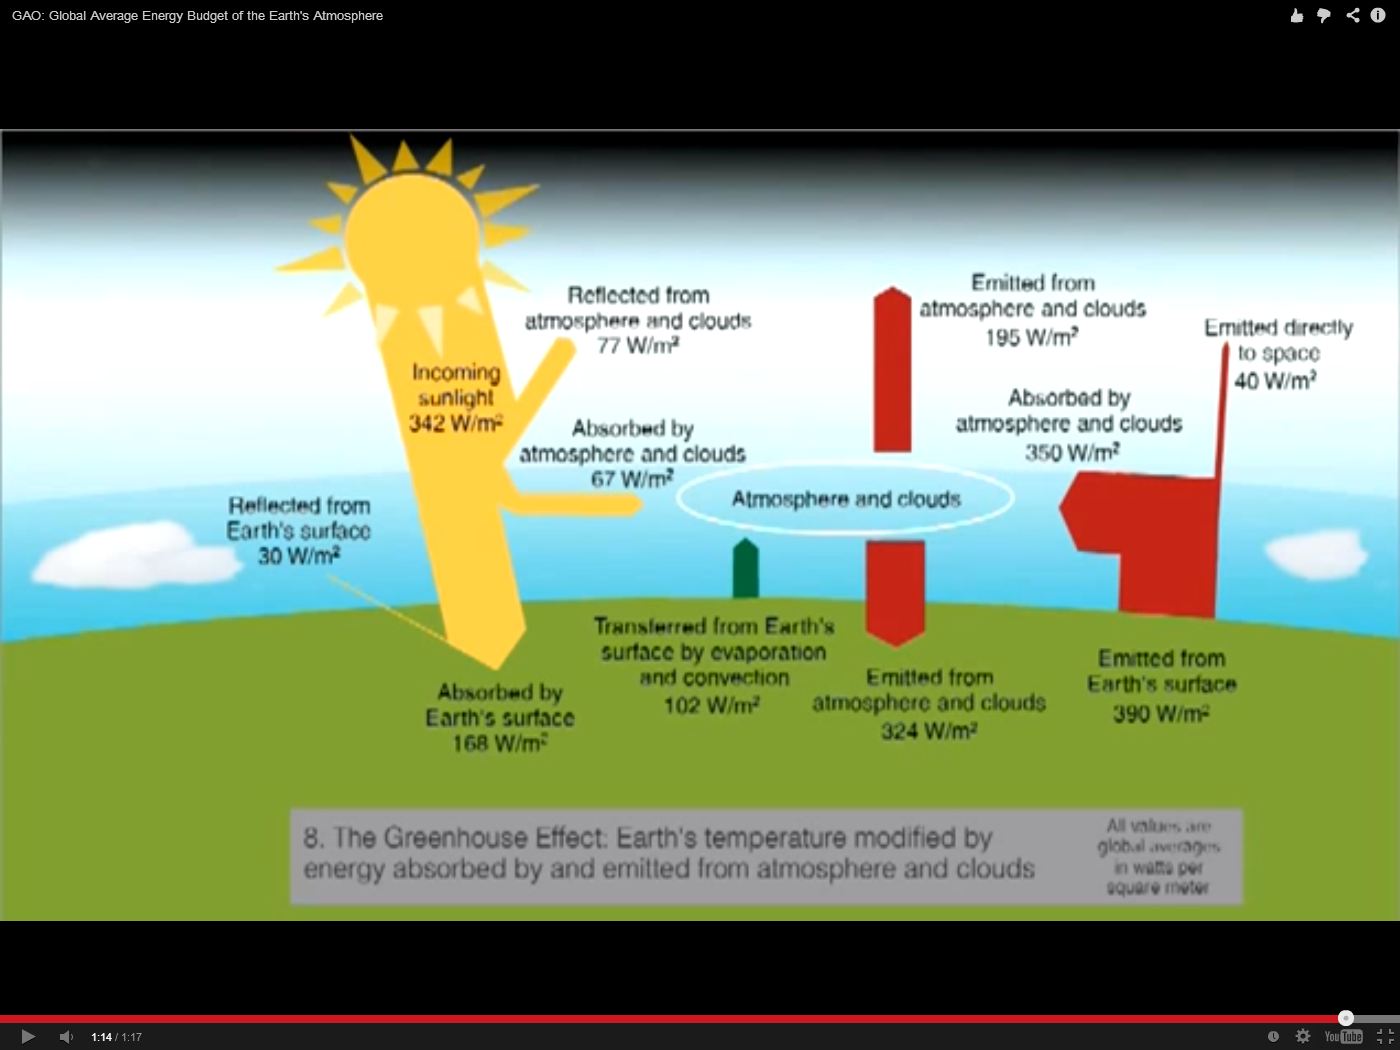 GAO: Global Average Energy Budget of the Earth's Atmosphere
Reflected from
atmosphere and clouds
77 W/m²
Emitted from
atmosphere and clouds
195 W/m²
Emitted directly
to space
40 W/m²
Incoming
sunlight
342 W/m²
Absorbed by
atmosphere and clouds
67 W/m²
Absorbed by
atmosphere and clouds
350 W/m²
Reflected from
Earth's surface
30 W/m²
Atmosphere and clouds
Transferred from Earth's
surface by evaporation
and convection
102 W/m²
Absorbed by
Earth's surface
168 W/m²
Emitted from
atmosphere and clouds
324 W/m²
Emitted from
Earth's surface
390 W/m²
8. The Greenhouse Effect: Earth's temperature modified by
energy absorbed by and emitted from atmosphere and clouds
All values are
global averages
in watts per
square meter
1:14 / 1:17
YouTube